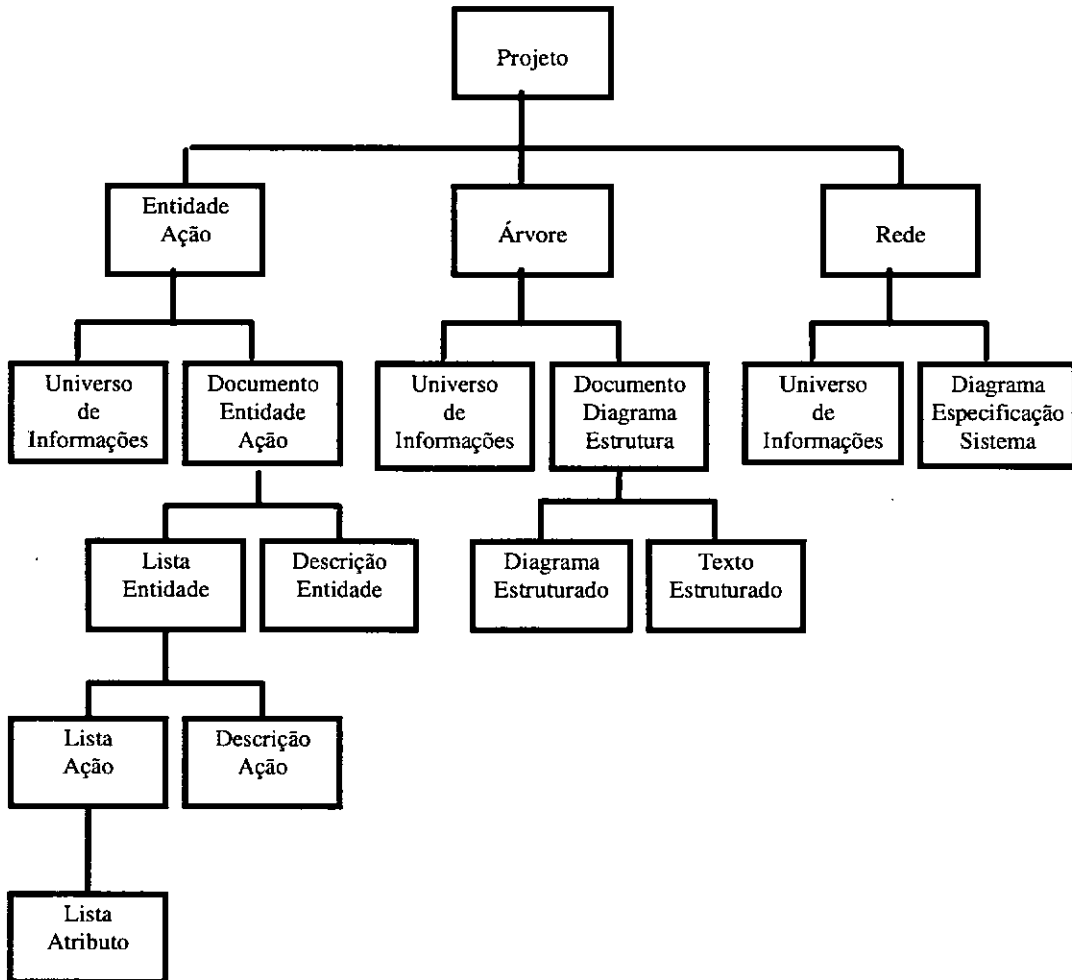 Projeto
Entidade
Ação
Árvore
Rede
Universo
de
Informações
Documento
Entidade
Ação
Universo
de
Informações
Documento
Diagrama
Estrutura
Universo
de
Informações
Diagrama
Especificação
Sistema
Lista
Entidade
Descrição
Entidade
Diagrama
Estruturado
Texto
Estruturado
Lista
Ação
Descrição
Ação
Lista
Atributo